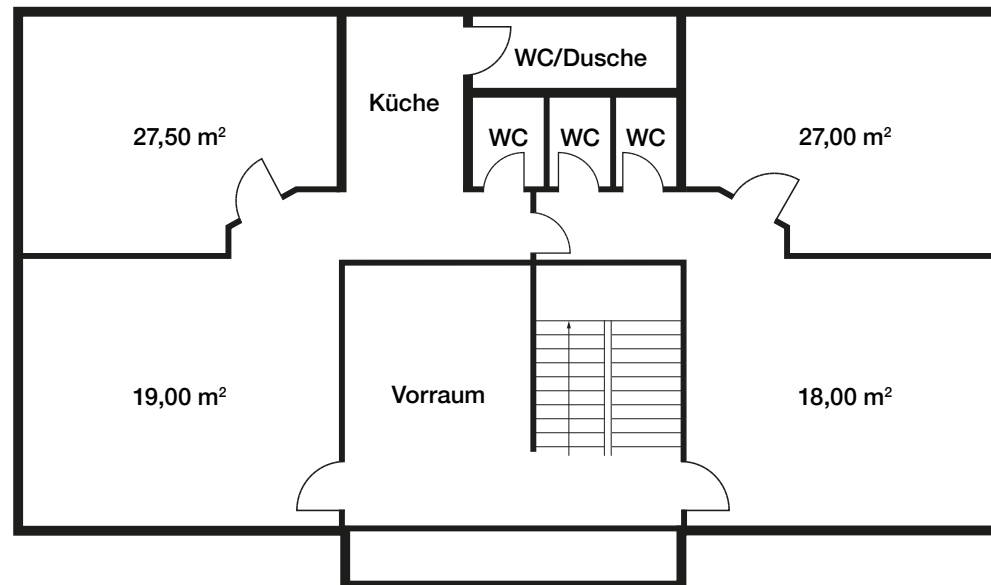 WC/Dusche
Küche
27,50 m²
WC
WC
WC
27,00 m²
19,00 m²
Vorraum
18,00 m²